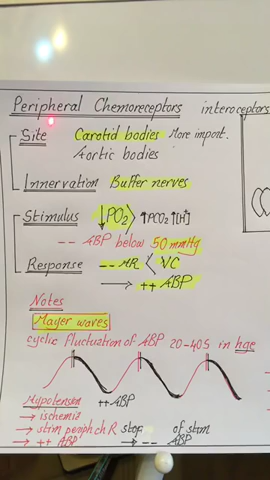 Peripheral Chemoreceptors interoceptors
Site Carotid bodies More import.
Aortic bodies
Innervation Buffer nerves
Stimulus ↓PO₂ > ↑PCO₂ ↑[H⁺]
-- ABP below 50 mmHg
Response -- HR < VC
→ ++ ABP
Notes
Mayer waves
cyclic fluctuation of ABP 20-40S in hge
Hypotension ++ABP
→ ischemiz
→ stim periph ch R stop of stim
→ ++ ABP → -- ABP